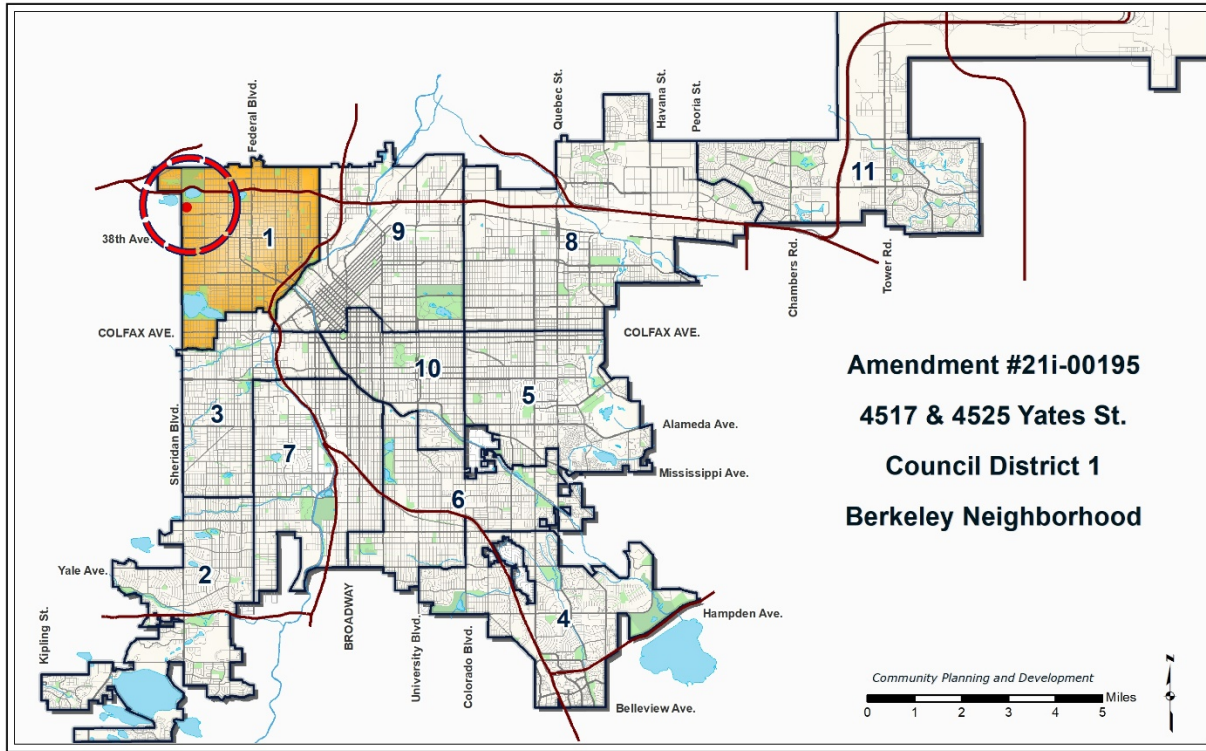 Federal Blvd.
Quebec St.
Havana St.
Peoria St.
38th Ave.
1
9
8
11
Chambers Rd.
Tower Rd.
COLFAX AVE.
COLFAX AVE.
10
5
3
7
Sheridan Blvd.
Alameda Ave.
Mississippi Ave.
6
Yale Ave.
2
4
Kipling St.
BROADWAY
University Blvd.
Colorado Blvd.
Hampden Ave.
Belleview Ave.
Amendment #21i-00195
4517 & 4525 Yates St.
Council District 1
Berkeley Neighborhood
Community Planning and Development
Miles
0 1 2 3 4 5
N